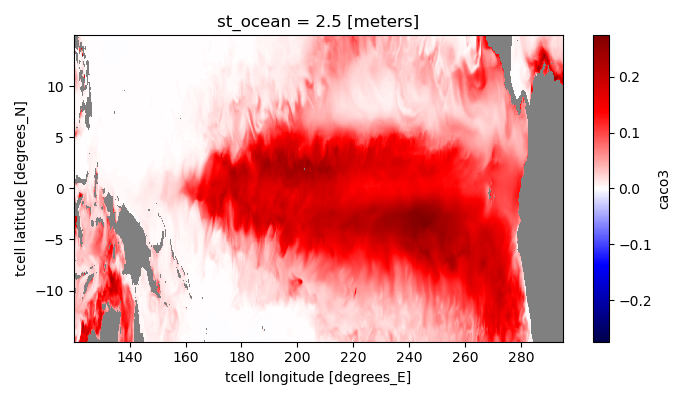 st_ocean = 2.5 [meters]
10
5
0
−5
−10
tcell latitude [degrees_N]
140 160 180 200 220 240 260 280
tcell longitude [degrees_E]
0.2
0.1
0.0
−0.1
−0.2
caco3